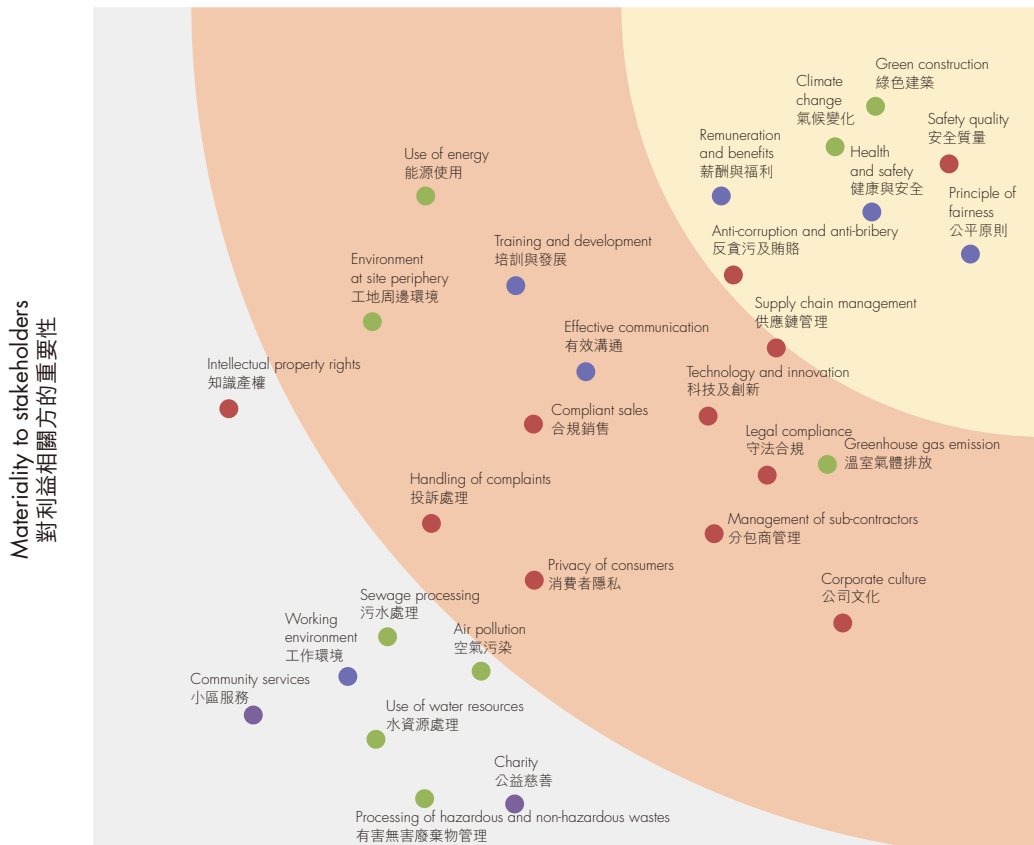 Materiality to stakeholders
對利益相關方的重要性
Green construction
綠色建築
Climate
change
氣候變化
Safety quality
安全質量
Remuneration
and benefits
薪酬與福利
Health
and safety
健康與安全
Principle of
fairness
公平原則
Use of energy
能源使用
Anti-corruption and anti-bribery
反貪污及賄賂
Training and development
培訓與發展
Environment
at site periphery
工地周邊環境
Supply chain management
供應鏈管理
Effective communication
有效溝通
Intellectual property rights
知識產權
Technology and innovation
科技及創新
Compliant sales
合規銷售
Legal compliance
守法合規
Greenhouse gas emission
溫室氣體排放
Handling of complaints
投訴處理
Management of sub-contractors
分包商管理
Privacy of consumers
消費者隱私
Corporate culture
公司文化
Sewage processing
污水處理
Working
environment
工作環境
Air pollution
空氣污染
Community services
小區服務
Use of water resources
水資源處理
Charity
公益慈善
Processing of hazardous and non-hazardous wastes
有害無害廢棄物管理